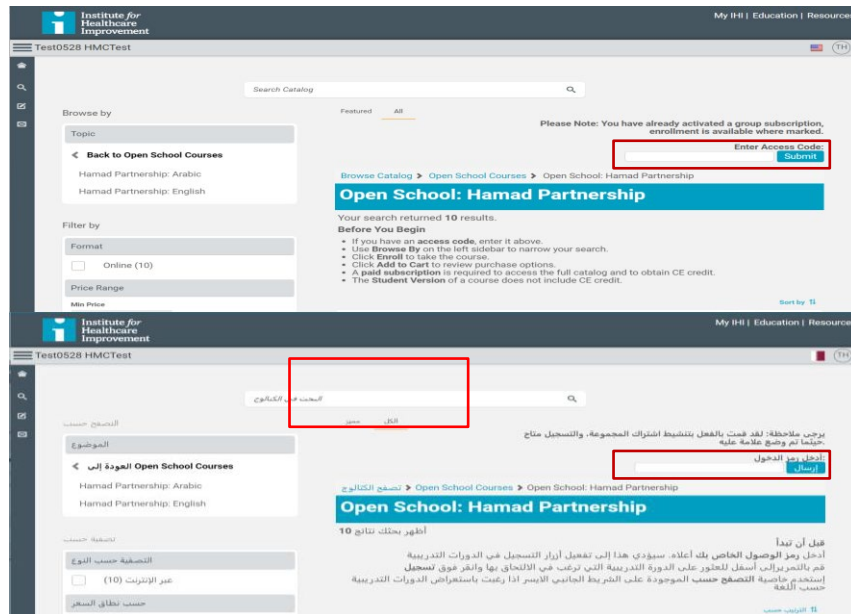 Institute for
Healthcare
Improvement
My IHI | Education | Resource
Test0528 HMCTest
TH
Search Catalog
Browse by
Topic
Back to Open School Courses
Hamad Partnership: Arabic
Hamad Partnership: English
Filter by
Format
Online (10)
Price Range
Min Price
Featured All
Please Note: You have already activated a group subscription,
enrollment is available where marked.
Enter Access Code:
Submit
Browse Catalog > Open School Courses > Open School: Hamad Partnership
Open School: Hamad Partnership
Your search returned 10 results.
Before You Begin
• If you have an access code, enter it above.
• Use Browse By on the left sidebar to narrow your search.
• Click Enroll to take the course.
• Click Add to Cart to review purchase options.
• A paid subscription is required to access the full catalog and to obtain CE credit.
• The Student Version of a course does not include CE credit.
Sort by
Institute for
Healthcare
Improvement
My IHI | Education | Resource
Test0528 HMCTest
TH
البحث في الكتالوج
التصفح حسب
الموضوع
العودة إلى Open School Courses
Hamad Partnership: Arabic
Hamad Partnership: English
تصفية حسب
التصفية حسب النوع
عبر الإنترنت (10)
حسب نطاق السعر
الكل مميز
يرجى ملاحظة: لقد قمت بالفعل بتنشيط اشتراك المجموعة، والتسجيل متاح
حيثما تم وضع علامة عليه.
أدخل رمز الدخول:
إرسال
تصفح الكتالوج > Open School Courses > Open School: Hamad Partnership
Open School: Hamad Partnership
أظهر بحثك نتائج 10
قبل أن تبدأ
أدخل رمز الوصول الخاص بك أعلاه. سيؤدي هذا إلى تفعيل أزرار التسجيل في الدورات التدريبية
قم بالتمريرإلى أسفل للعثور على الدورة التدريبية التي ترغب في الالتحاق بها وانقر فوق تسجيل
إستخدم خاصية التصفح حسب الموجودة على الشريط الجانبي الايسر اذا رغبت باستعراض الدورات التدريبية
حسب اللغة
الترتيب حسب